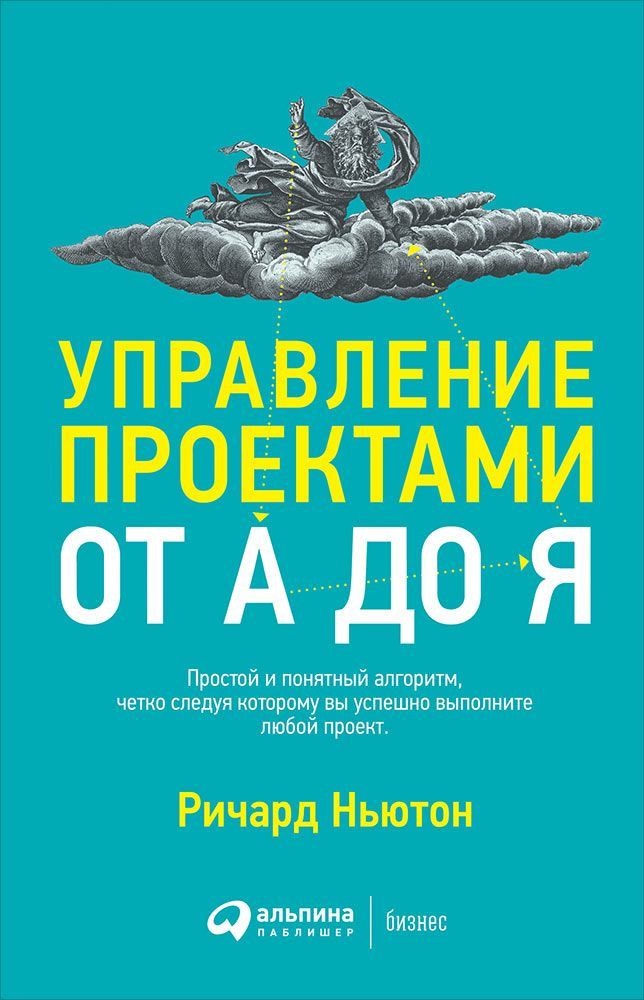 УПРАВЛЕНИЕ
ПРОЕКТАМИ
ОТ А ДО Я
Простой и понятный алгоритм,
четко следуя которому вы успешно выполните
любой проект.
Ричард Ньютон
альпина
ПАБЛИШЕР
бизнес